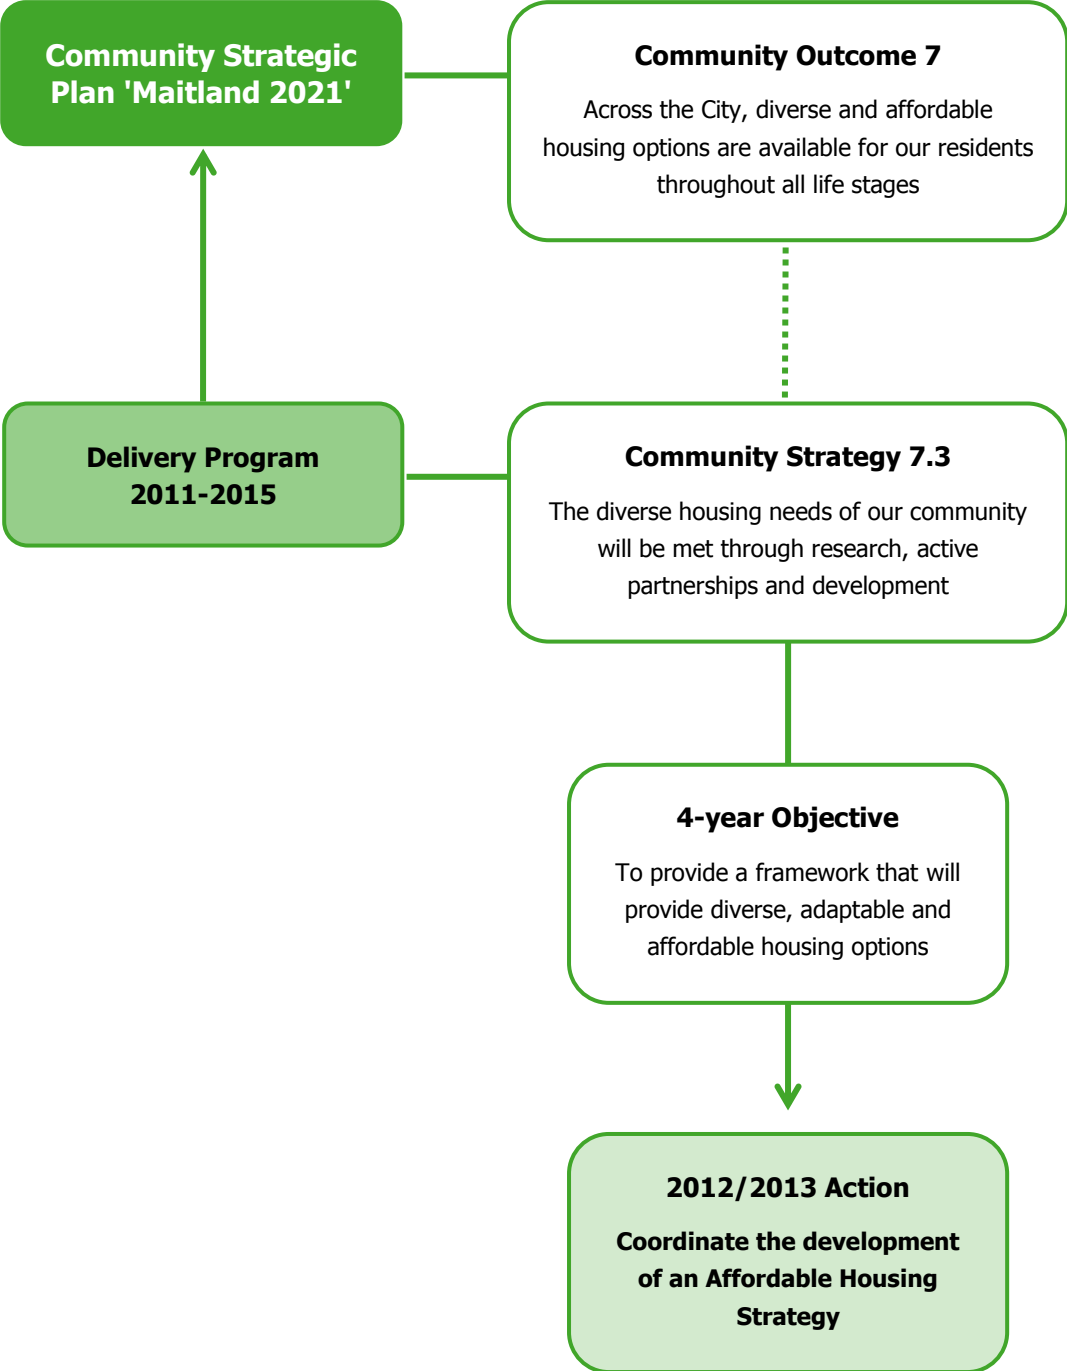 Community Strategic
Plan 'Maitland 2021'
Community Outcome 7
Across the City, diverse and affordable
housing options are available for our residents
throughout all life stages
Delivery Program
2011-2015
Community Strategy 7.3
The diverse housing needs of our community
will be met through research, active
partnerships and development
4-year Objective
To provide a framework that will
provide diverse, adaptable and
affordable housing options
2012/2013 Action
Coordinate the development
of an Affordable Housing
Strategy